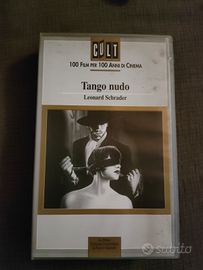 CULT
100 FILM PER 100 ANNI DI CINEMA
Tango nudo
Leonard Schrader
subito